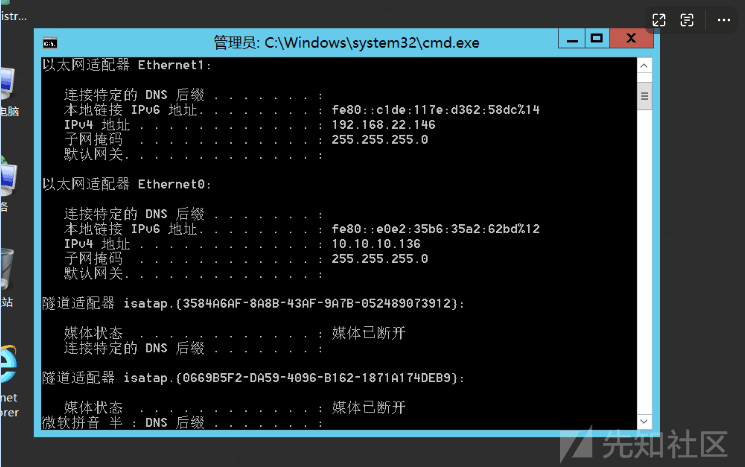 istr...
管理员: C:\Windows\system32\cmd.exe
以太网适配器 Ethernet1:
连接特定的 DNS 后缀 . . . . . . . :
本地链接 IPv6 地址. . . . . . . . : fe80::c1de:117e:d362:58dc%14
IPv4 地址 . . . . . . . . . . . . : 192.168.22.146
子网掩码 . . . . . . . . . . . . : 255.255.255.0
默认网关. . . . . . . . . . . . . :
以太网适配器 Ethernet0:
连接特定的 DNS 后缀 . . . . . . . :
本地链接 IPv6 地址. . . . . . . . : fe80::e0e2:35b6:35a2:62bd%12
IPv4 地址 . . . . . . . . . . . . : 10.10.10.136
子网掩码 . . . . . . . . . . . . : 255.255.255.0
默认网关. . . . . . . . . . . . . :
隧道适配器 isatap.{3584A6AF-8A8B-43AF-9A7B-052489073912}:
媒体状态 . . . . . . . . . . . . : 媒体已断开
连接特定的 DNS 后缀 . . . . . . . :
隧道适配器 isatap.{0669B5F2-DA59-4096-B162-1871A174DEB9}:
媒体状态 . . . . . . . . . . . . : 媒体已断开
微软拼音 半 : DNS 后缀 . . . . . . . :
电脑
络
站
net
orer
先知社区